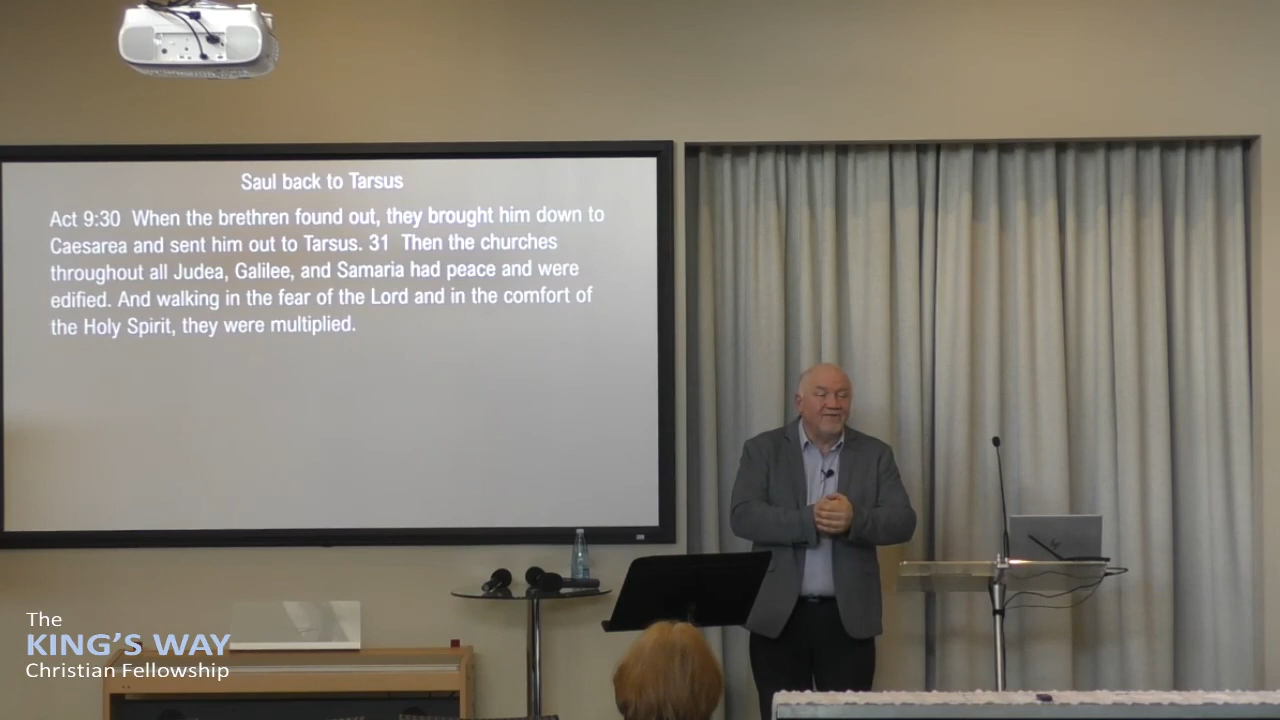 Saul back to Tarsus
Act 9:30 When the brethren found out, they brought him down to
Caesarea and sent him out to Tarsus. 31 Then the churches
throughout all Judea, Galilee, and Samaria had peace and were
edified. And walking in the fear of the Lord and in the comfort of
the Holy Spirit, they were multiplied.
The
KING'S WAY
Christian Fellowship